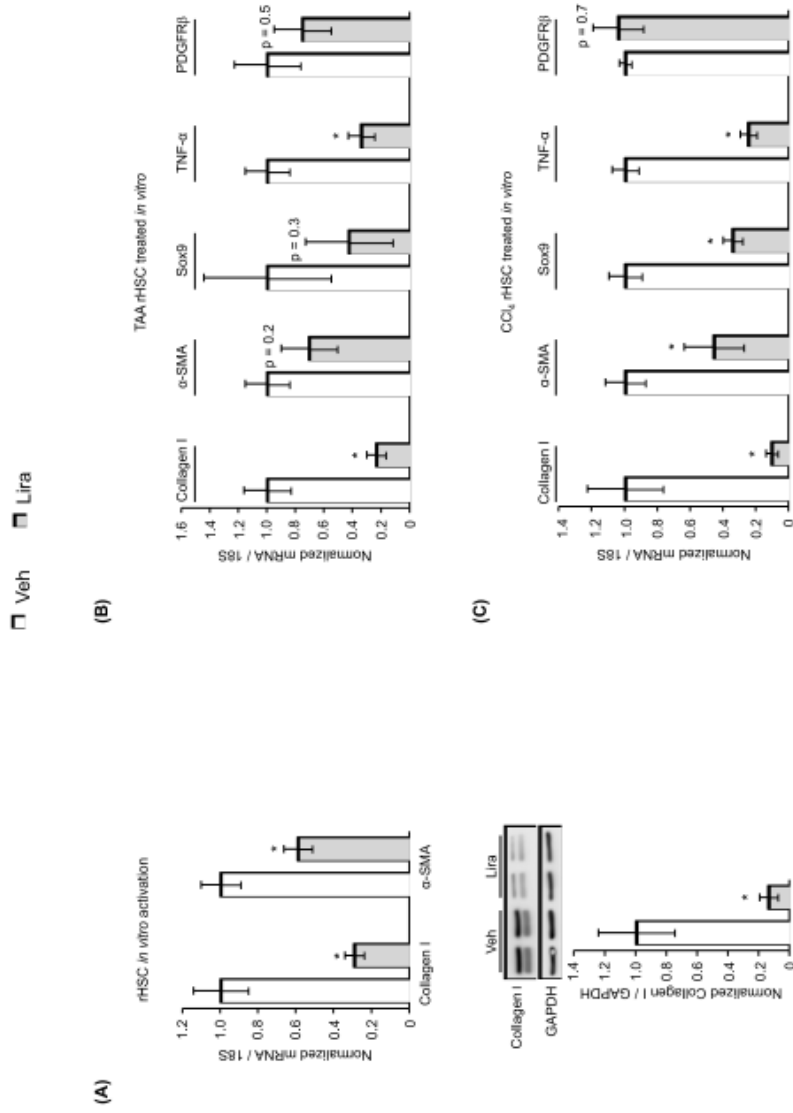 Veh Lira
(A)
rHSC in vitro activation
Normalized mRNA / 18S
1.2
1.0
0.8
0.6
0.4
0.2
0
*
*
Collagen I α-SMA
Veh Lira
Collagen I
GAPDH
Normalized Collagen I / GAPDH
1.4
1.2
1.0
0.8
0.6
0.4
0.2
0
*
(B)
TAA rHSC treated in vitro
Collagen I α-SMA Sox9 TNF-α PDGFRβ
Normalized mRNA / 18S
1.6
1.4
1.2
1.0
0.8
0.6
0.4
0.2
0
*
p = 0.2
p = 0.3
*
p = 0.5
(C)
CCl₄ rHSC treated in vitro
Collagen I α-SMA Sox9 TNF-α PDGFRβ
Normalized mRNA / 18S
1.4
1.2
1.0
0.8
0.6
0.4
0.2
0
*
*
*
*
p = 0.7